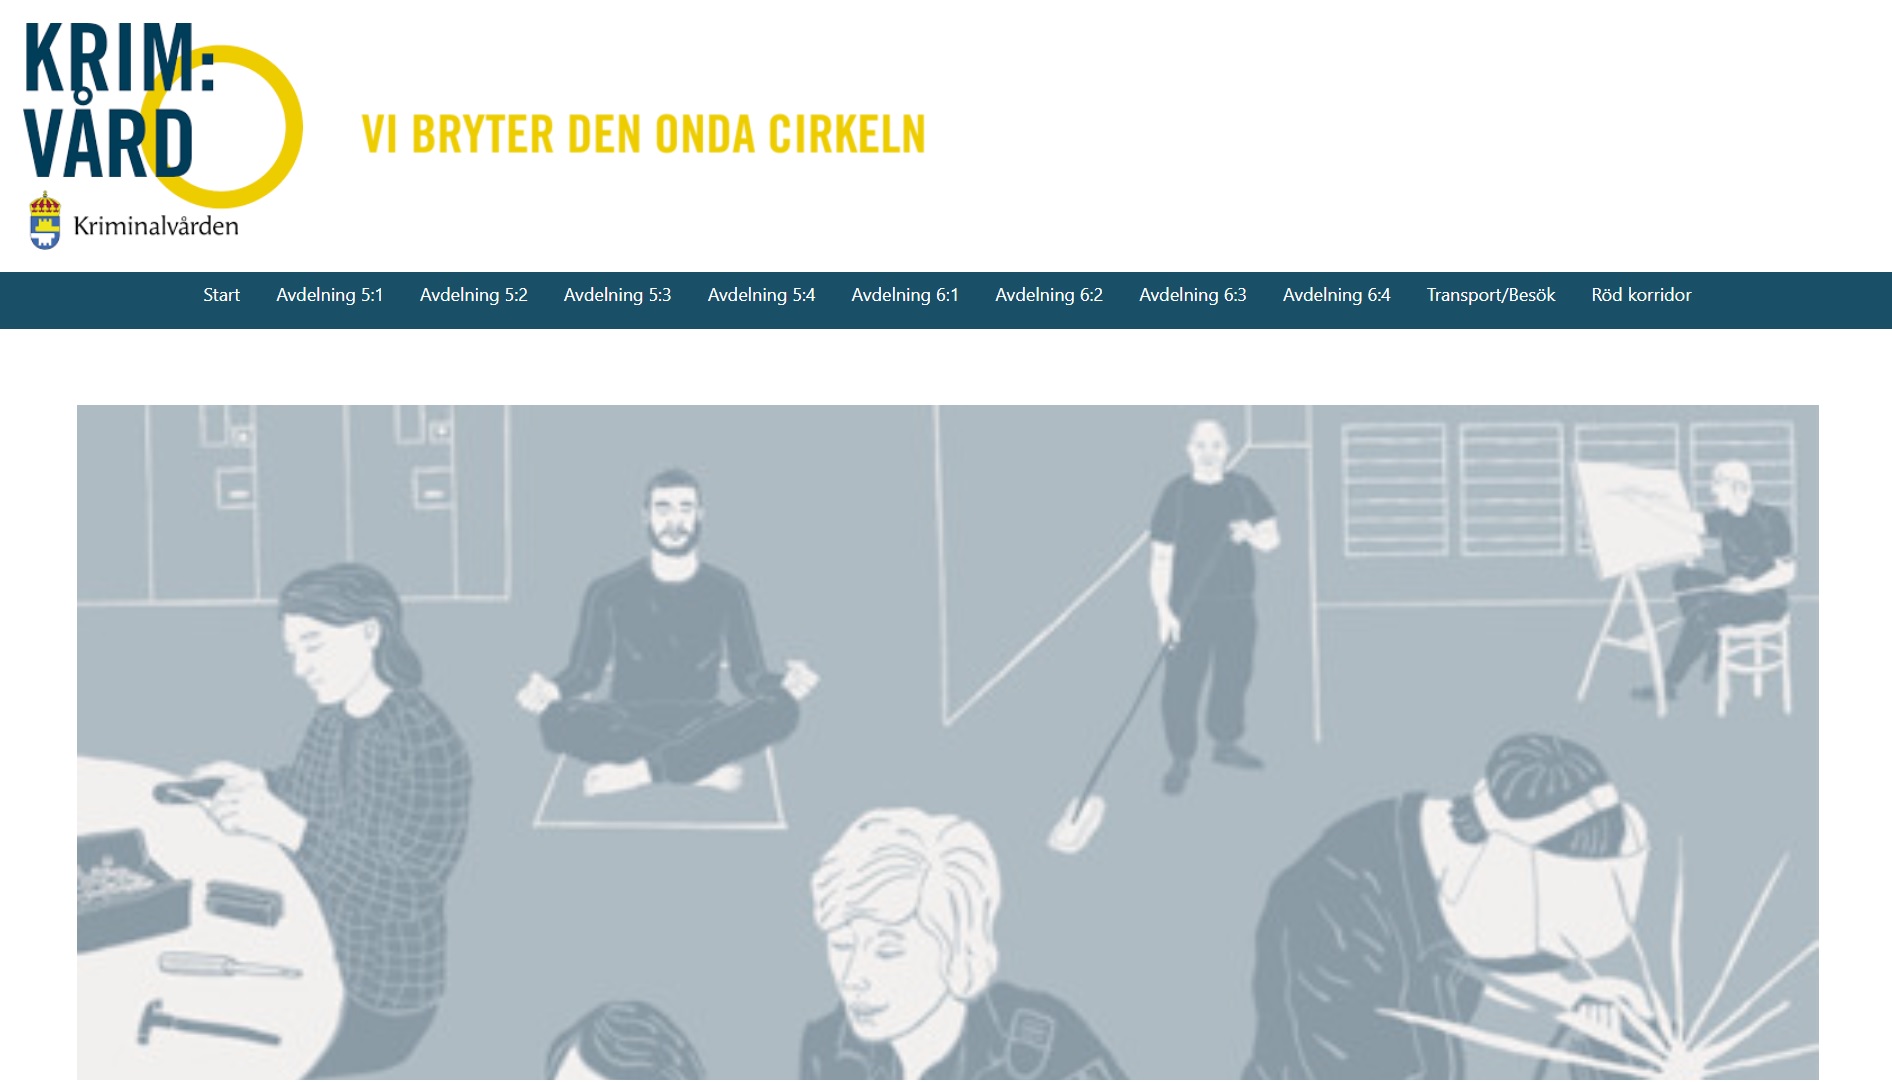 KRIM:
VÅRD
VI BRYTER DEN ONDA CIRKELN
Kriminalvården
Start Avdelning 5:1 Avdelning 5:2 Avdelning 5:3 Avdelning 5:4 Avdelning 6:1 Avdelning 6:2 Avdelning 6:3 Avdelning 6:4 Transport/Besök Röd korridor